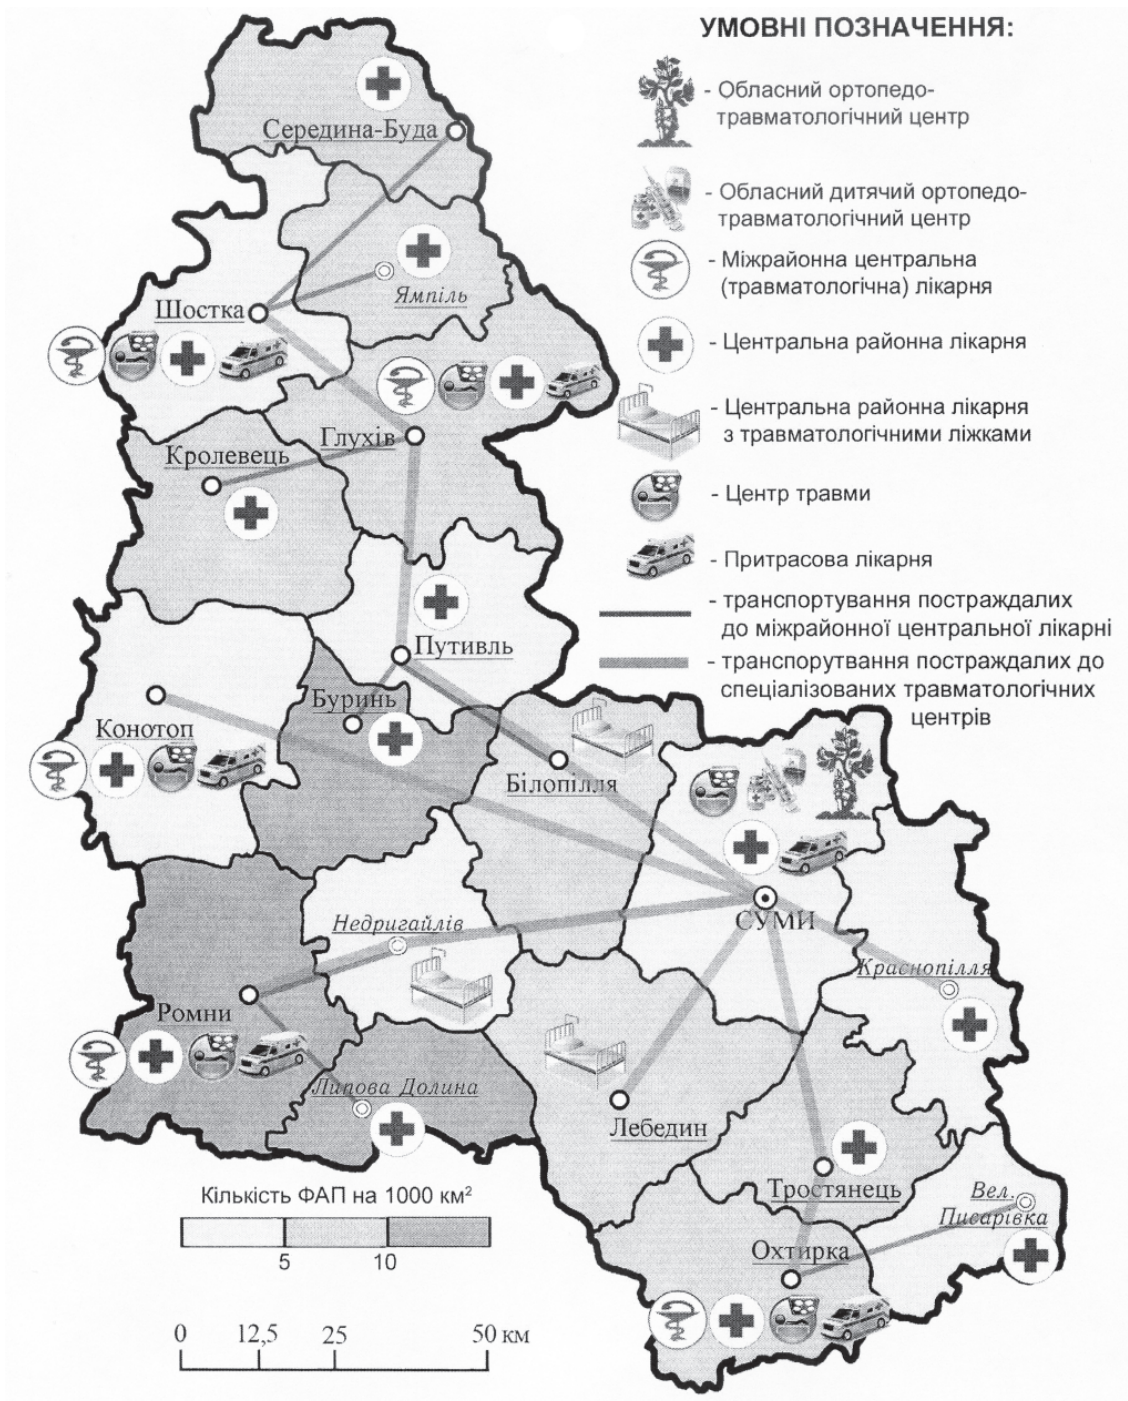 УМОВНІ ПОЗНАЧЕННЯ:
- Обласний ортопедо-
травматологічний центр
- Обласний дитячий ортопедо-
травматологічний центр
- Міжрайонна центральна
(травматологічна) лікарня
- Центральна районна лікарня
- Центральна районна лікарня
з травматологічними ліжками
- Центр травми
- Притрасова лікарня
- транспортування постраждалих
до міжрайонної центральної лікарні
- транспорутвання постраждалих до
спеціалізованих травматологічних
центрів
Середина-Буда
Ямпіль
Шостка
Глухів
Кролевець
Путивль
Буринь
Конотоп
Білопілля
СУМИ
Недригайлів
Краснопілля
Ромни
Липова Долина
Лебедин
Тростянець
Вел.
Писарівка
Охтирка
Кількість ФАП на 1000 км²
5 10
0 12,5 25 50 км